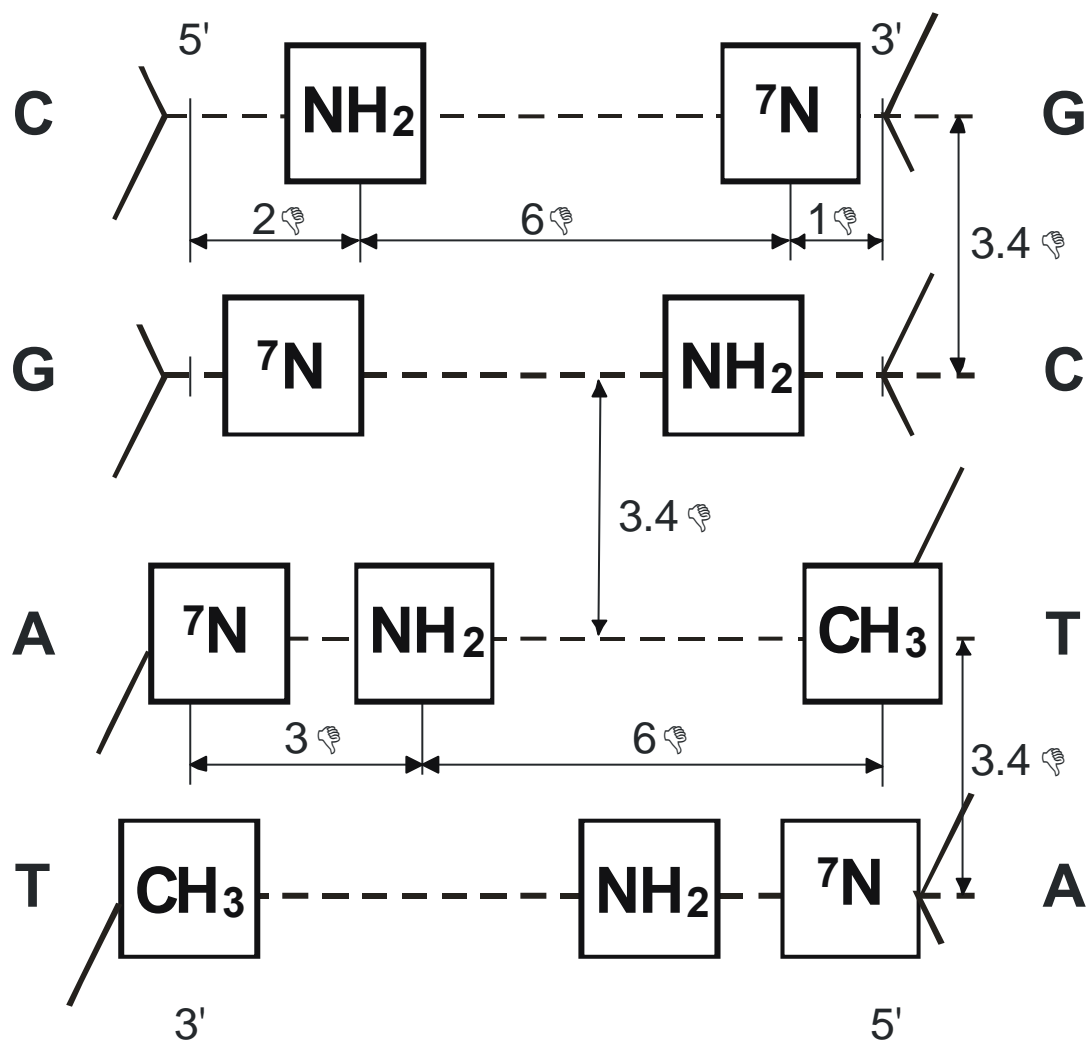 5' 3'
C NH₂ ⁷N G
2👎 6👎 1👎 3.4 👎
G ⁷N NH₂ C
3.4 👎
A ⁷N NH₂ CH₃ T
3👎 6👎 3.4 👎
T CH₃ NH₂ ⁷N A
3' 5'